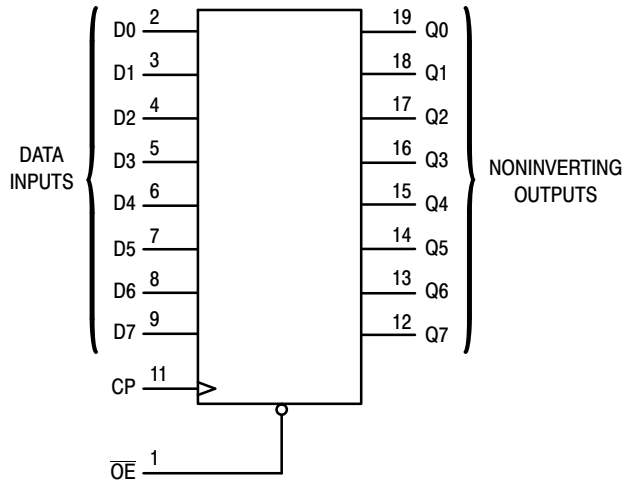 D0 2 19 Q0
D1 3 18 Q1
D2 4 17 Q2
D3 5 16 Q3
D4 6 15 Q4
D5 7 14 Q5
D6 8 13 Q6
D7 9 12 Q7
DATA
INPUTS
NONINVERTING
OUTPUTS
CP 11
O̅E̅ 1